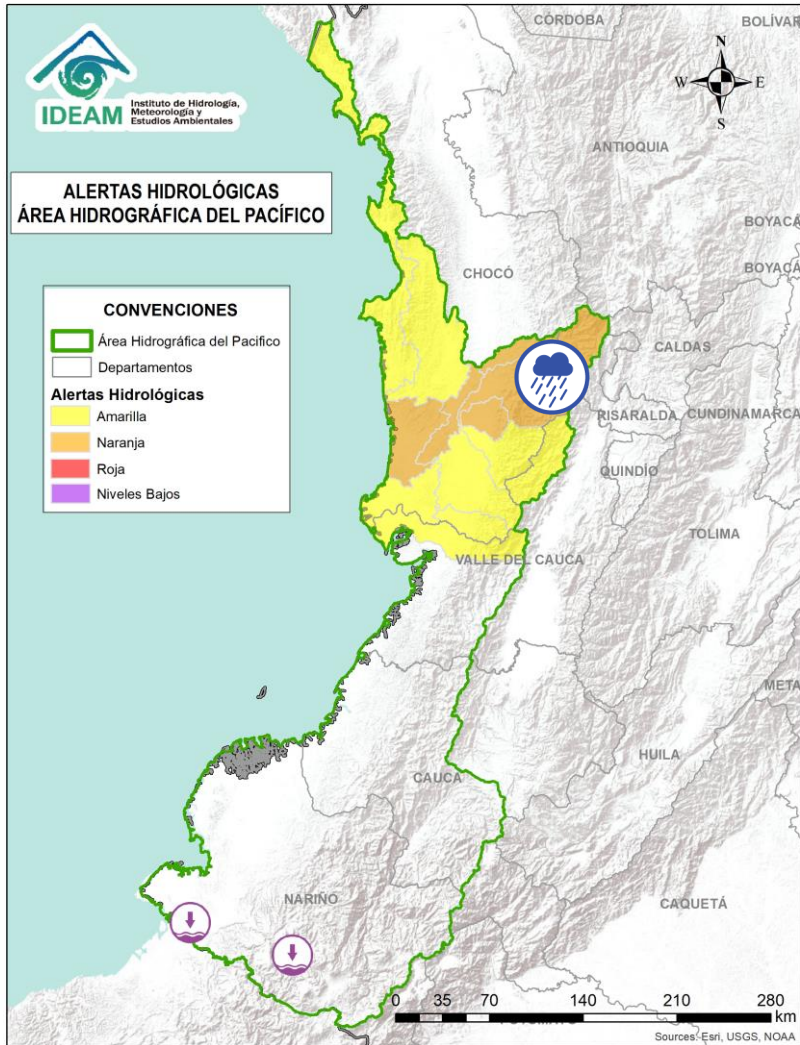 CÓRDOBA
BOLÍVAR
IDEAM
Instituto de Hidrología,
Meteorología y
Estudios Ambientales
N
W
E
S
ANTIOQUIA
ALERTAS HIDROLÓGICAS
ÁREA HIDROGRÁFICA DEL PACÍFICO
BOYACÁ
CHOCÓ
BOYACÁ
CONVENCIONES
Área Hidrográfica del Pacifico
Departamentos
Alertas Hidrológicas
Amarilla
Naranja
Roja
Niveles Bajos
CALDAS
RISARALDA
CUNDINAMARCA
QUINDÍO
TOLIMA
VALLE DEL CAUCA
META
HUILA
CAUCA
NARIÑO
CAQUETÁ
0 35 70 140 210 280
km
Sources: Esri, USGS, NOAA